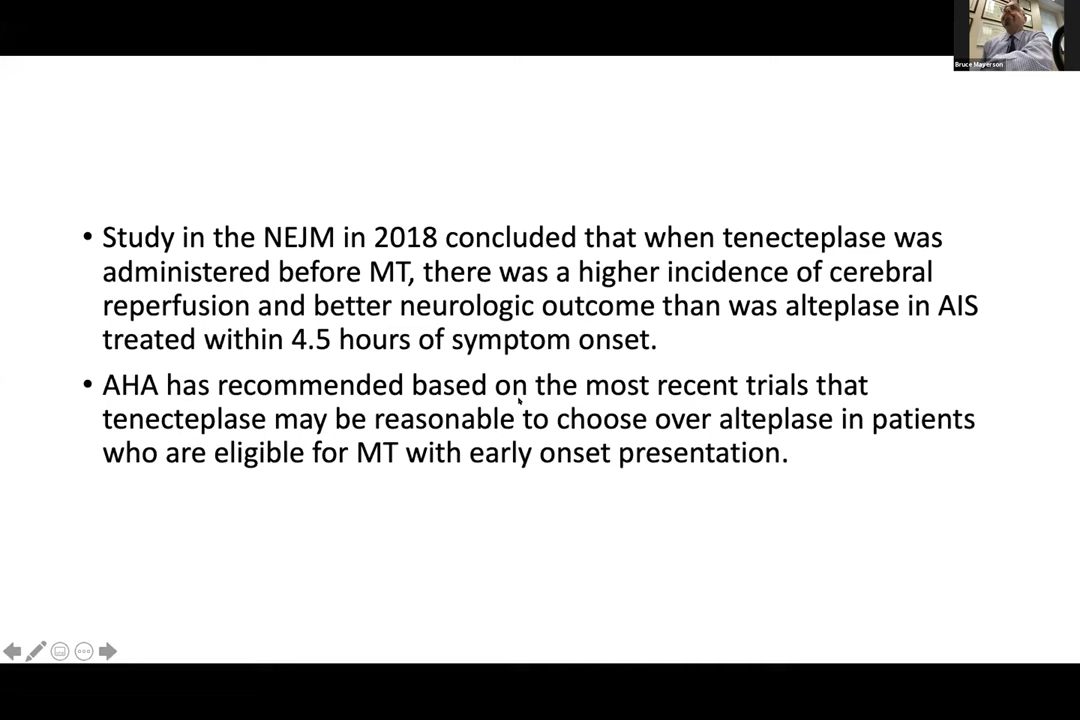 Bruce Mayerson
• Study in the NEJM in 2018 concluded that when tenecteplase was
administered before MT, there was a higher incidence of cerebral
reperfusion and better neurologic outcome than was alteplase in AIS
treated within 4.5 hours of symptom onset.
• AHA has recommended based on the most recent trials that
tenecteplase may be reasonable to choose over alteplase in patients
who are eligible for MT with early onset presentation.